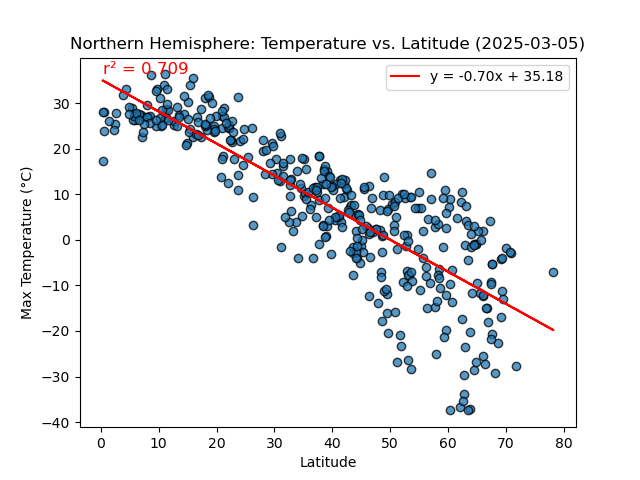 Northern Hemisphere: Temperature vs. Latitude (2025-03-05)
r² = 0.709
y = -0.70x + 35.18
Max Temperature (°C)
30
20
10
0
−10
−20
−30
−40
0 10 20 30 40 50 60 70 80
Latitude